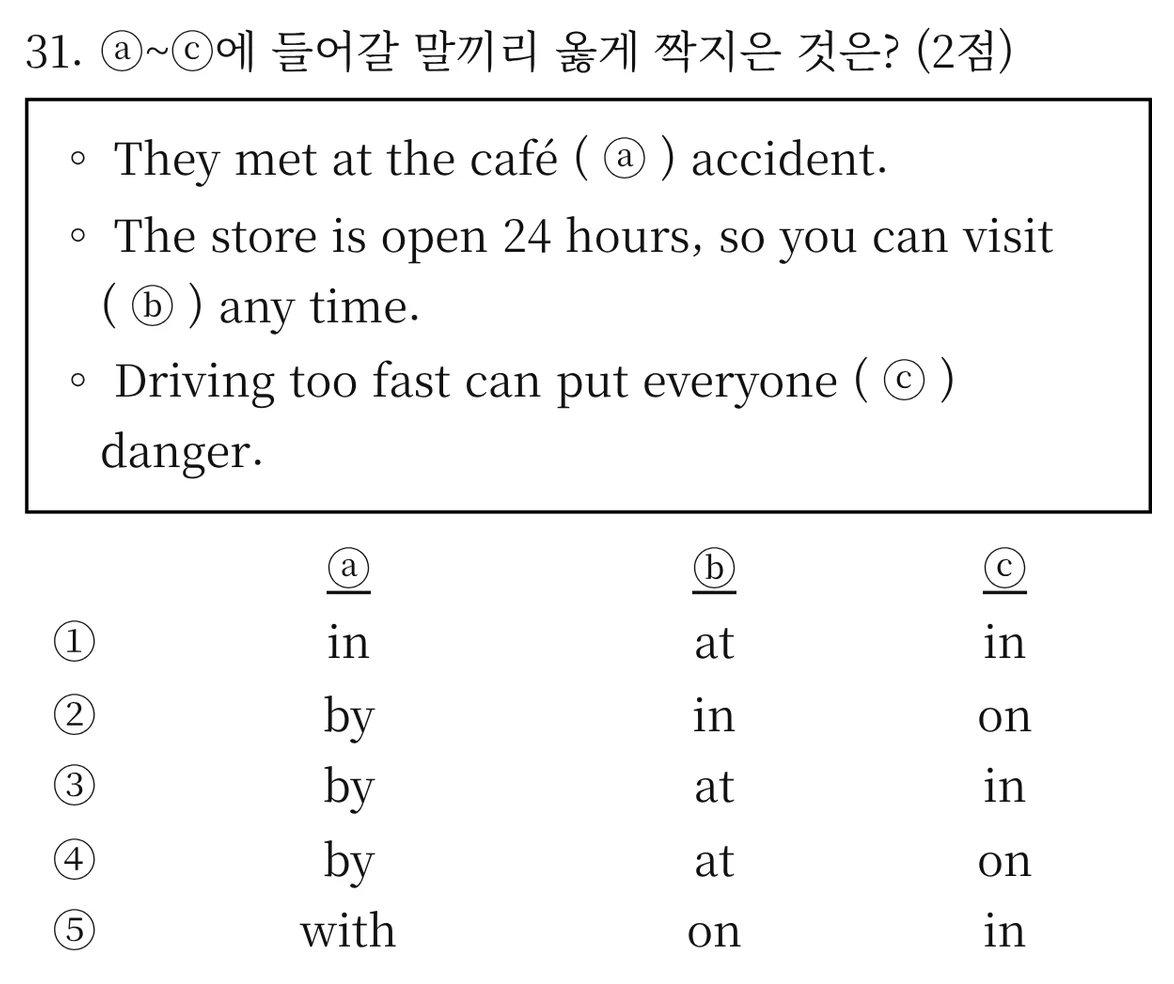 31. ⓐ~ⓒ에 들어갈 말끼리 옳게 짝지은 것은? (2점)
◦ They met at the café ( ⓐ ) accident.
◦ The store is open 24 hours, so you can visit
( ⓑ ) any time.
◦ Driving too fast can put everyone ( ⓒ )
danger.
ⓐ ⓑ ⓒ
① in at in
② by in on
③ by at in
④ by at on
⑤ with on in